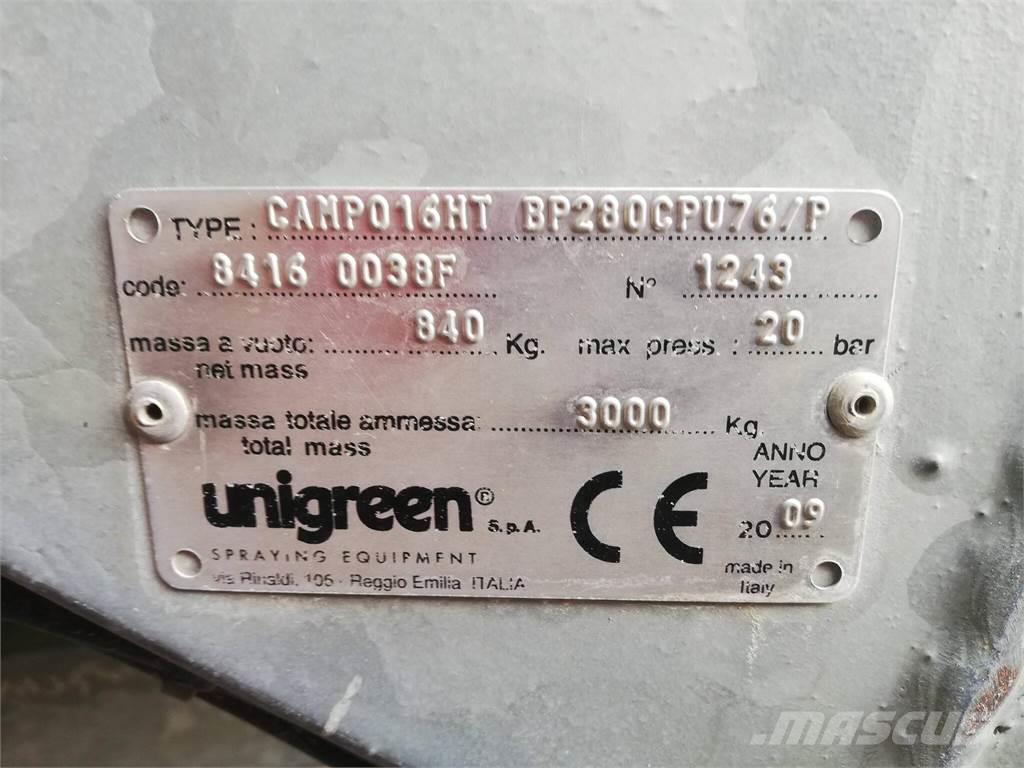 TYPE: CAMPO16HT BP280CPU76/P
code: 8416 0038F N° 1243
massa a vuoto: 840 Kg. max press: 20 bar
net mass
massa totale ammessa: 3000 Kg.
total mass
ANNO
YEAR
unigreen® S.p.A.
CE
20 09
SPRAYING EQUIPMENT
via Rinaldi, 105 - Reggio Emilia ITALIA
made in
Italy
MASCUS